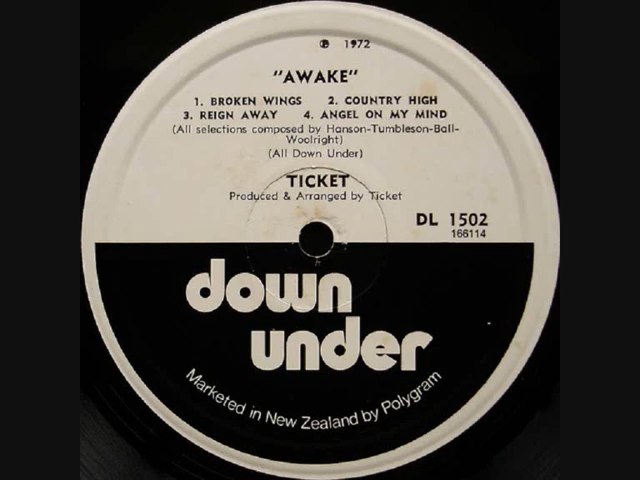 ℗ 1972
"AWAKE"
1. BROKEN WINGS 2. COUNTRY HIGH
3. REIGN AWAY 4. ANGEL ON MY MIND
(All selections composed by Hanson-Tumbleson-Ball-
Woolright)
(All Down Under)
TICKET
Produced & Arranged by Ticket
DL 1502
166114
down
under
Marketed in New Zealand by Polygram